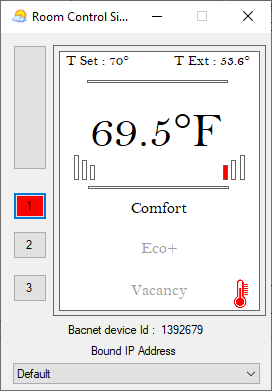 Room Control Si...
T Set : 70°
T Ext : 55.6°
69.5°F
1
Comfort
2
Eco+
3
Vacancy
Bacnet device Id : 1392679
Bound IP Address
Default